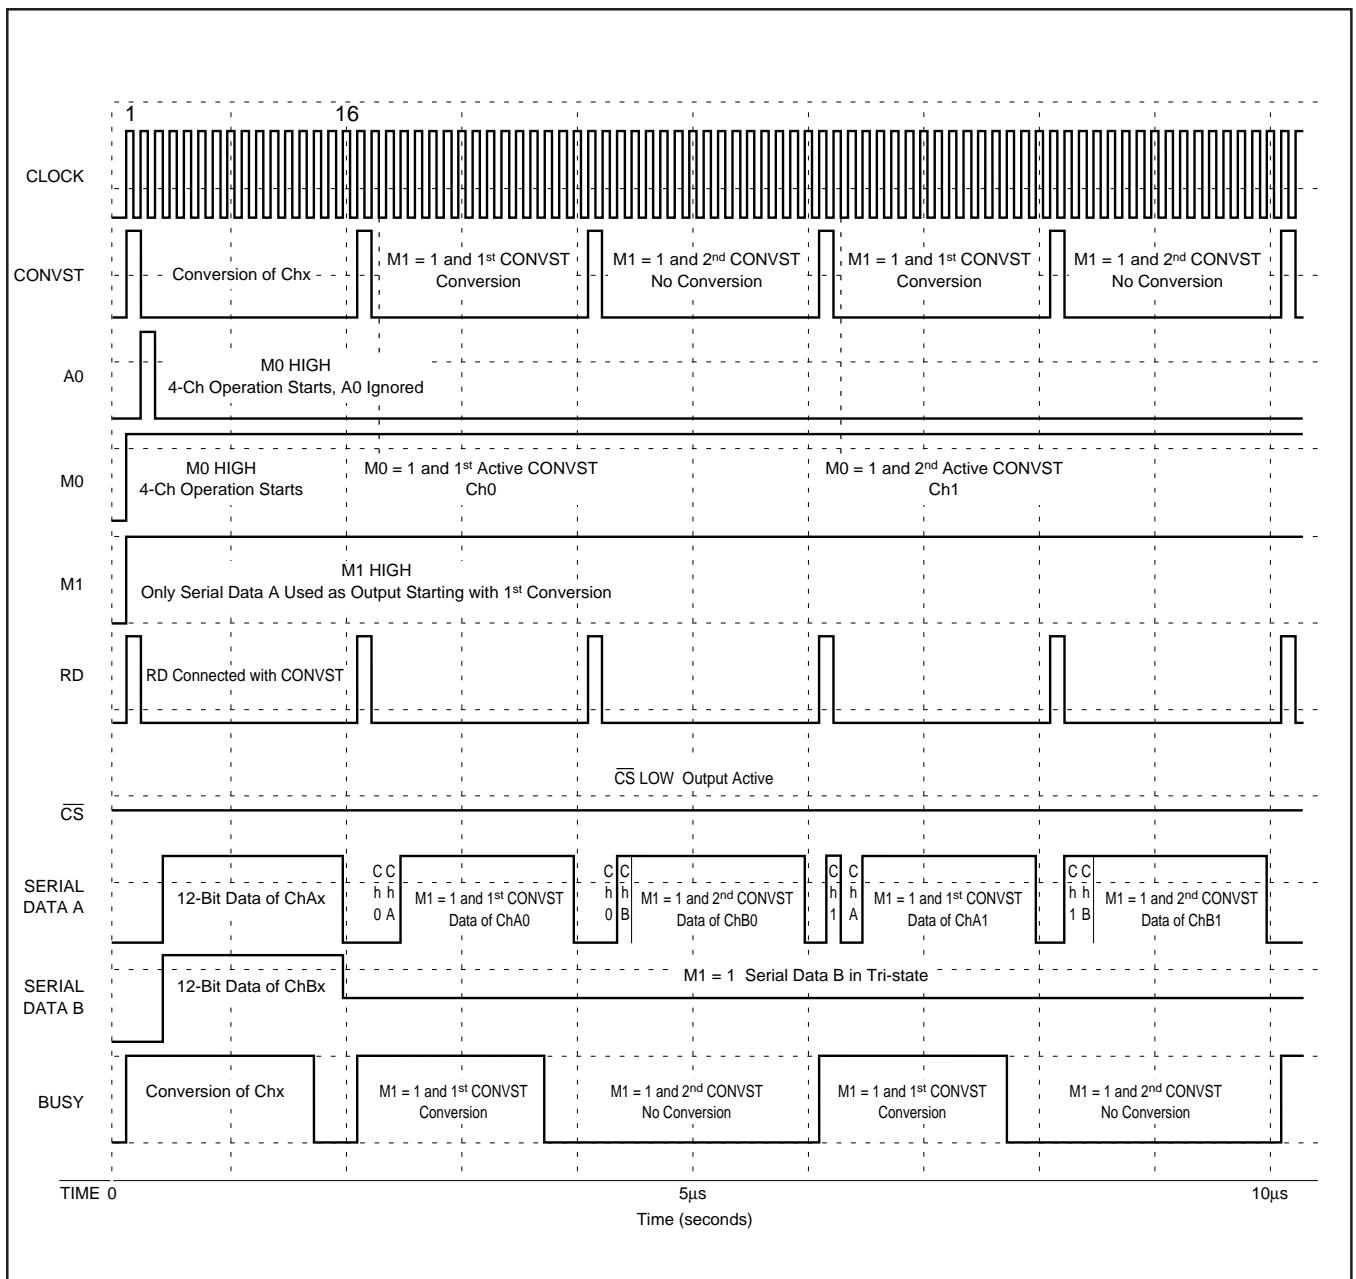 1 16
CLOCK
CONVST
Conversion of Chx
M1 = 1 and 1st CONVST
Conversion
M1 = 1 and 2nd CONVST
No Conversion
M1 = 1 and 1st CONVST
Conversion
M1 = 1 and 2nd CONVST
No Conversion
A0
M0 HIGH
4-Ch Operation Starts, A0 Ignored
M0
M0 HIGH
4-Ch Operation Starts
M0 = 1 and 1st Active CONVST
Ch0
M0 = 1 and 2nd Active CONVST
Ch1
M1
M1 HIGH
Only Serial Data A Used as Output Starting with 1st Conversion
RD
RD Connected with CONVST
CS LOW Output Active
CS
SERIAL
DATA A
12-Bit Data of ChAx
Ch0
ChA
M1 = 1 and 1st CONVST
Data of ChA0
Ch0
ChB
M1 = 1 and 2nd CONVST
Data of ChB0
Ch1
ChA
M1 = 1 and 1st CONVST
Data of ChA1
Ch1
ChB
M1 = 1 and 2nd CONVST
Data of ChB1
SERIAL
DATA B
12-Bit Data of ChBx
M1 = 1 Serial Data B in Tri-state
BUSY
Conversion of Chx
M1 = 1 and 1st CONVST
Conversion
M1 = 1 and 2nd CONVST
No Conversion
M1 = 1 and 1st CONVST
Conversion
M1 = 1 and 2nd CONVST
No Conversion
TIME 0 5μs 10μs
Time (seconds)